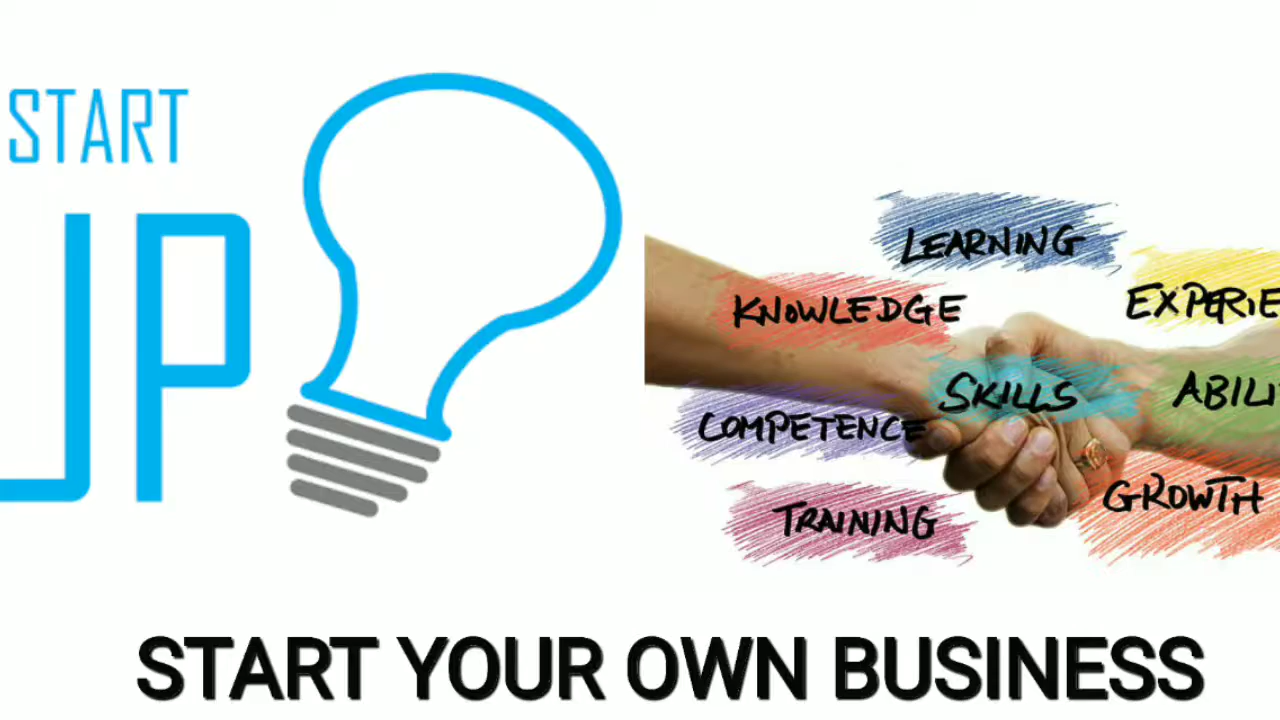 START
UP
LEARNING
KNOWLEDGE
EXPERIE
SKILLS
ABILI
COMPETENCE
GROWTH
TRAINING
START YOUR OWN BUSINESS